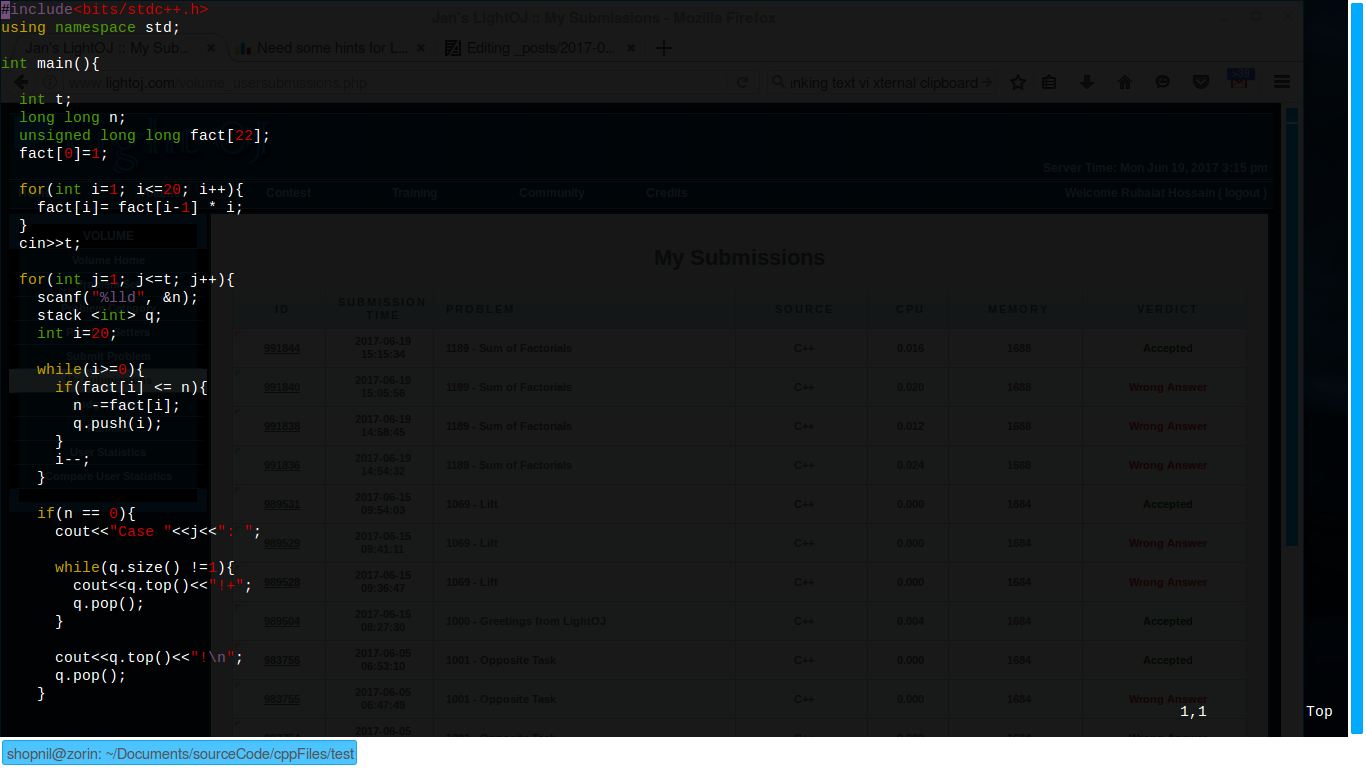 #include<bits/stdc++.h>
using namespace std;
int main(){
int t;
long long n;
unsigned long long fact[22];
fact[0]=1;
for(int i=1; i<=20; i++){
fact[i]= fact[i-1] * i;
}
cin>>t;
for(int j=1; j<=t; j++){
scanf("%lld", &n);
stack <int> q;
int i=20;
while(i>=0){
if(fact[i] <= n){
n -=fact[i];
q.push(i);
}
i--;
}
if(n == 0){
cout<<"Case "<<j<<": ";
while(q.size() !=1){
cout<<q.top()<<"!+";
q.pop();
}
cout<<q.top()<<"!\n";
q.pop();
}
1,1 Top
Jan's LightOJ :: My Submissions - Mozilla Firefox
Jan's LightOJ :: My Sub... × Need some hints for L... × Editing _posts/2017-0... ×
www.lightoj.com/volume_usersubmissions.php
inking text vi xternal clipboard
Server Time: Mon Jun 19, 2017 3:15 pm
Contest Training Community Credits Welcome Rubaiat Hossain ( logout )
VOLUME
Volume Home
Submit Problem
User Statistics
Compare User Statistics
My Submissions
ID SUBMISSION TIME PROBLEM SOURCE CPU MEMORY VERDICT
991844 2017-06-19 15:15:34 1189 - Sum of Factorials C++ 0.016 1688 Accepted
991840 2017-06-19 15:05:56 1189 - Sum of Factorials C++ 0.020 1688 Wrong Answer
991838 2017-06-19 14:58:45 1189 - Sum of Factorials C++ 0.012 1688 Wrong Answer
991836 2017-06-19 14:54:32 1189 - Sum of Factorials C++ 0.024 1688 Wrong Answer
989531 2017-06-15 09:54:03 1069 - Lift C++ 0.000 1684 Accepted
989529 2017-06-15 09:41:11 1069 - Lift C++ 0.000 1684 Wrong Answer
989528 2017-06-15 09:36:47 1069 - Lift C++ 0.000 1684 Wrong Answer
988504 2017-06-15 08:27:30 1000 - Greetings from LightOJ C++ 0.004 1684 Accepted
983756 2017-06-05 06:53:10 1001 - Opposite Task C++ 0.000 1684 Accepted
983755 2017-06-05 06:47:49 1001 - Opposite Task C++ 0.000 1684 Wrong Answer
2017-06-05
shopnil@zorin: ~/Documents/sourceCode/cppFiles/test